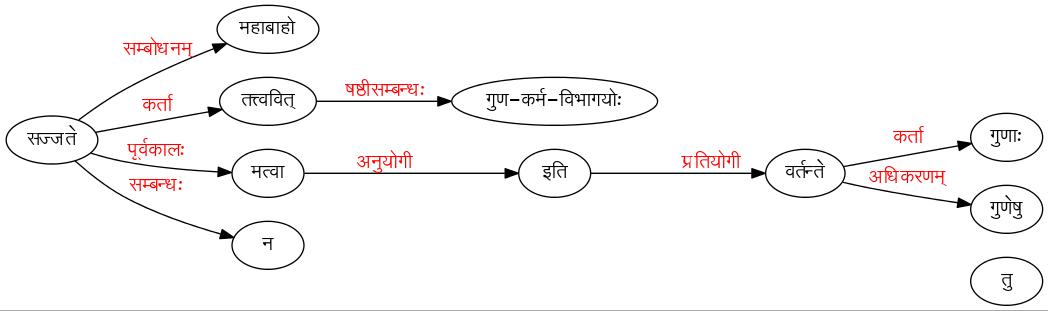 महाबाहो
सम्बोधनम्
तत्त्ववित्
षष्ठीसम्बन्धः
गुण-कर्म-विभागयोः
कर्ता
सज्जते
पूर्वकालः
मत्वा
अनुयोगी
इति
प्रतियोगी
वर्तन्ते
कर्ता
गुणाः
अधिकरणम्
गुणेषु
सम्बन्धः
न
तु